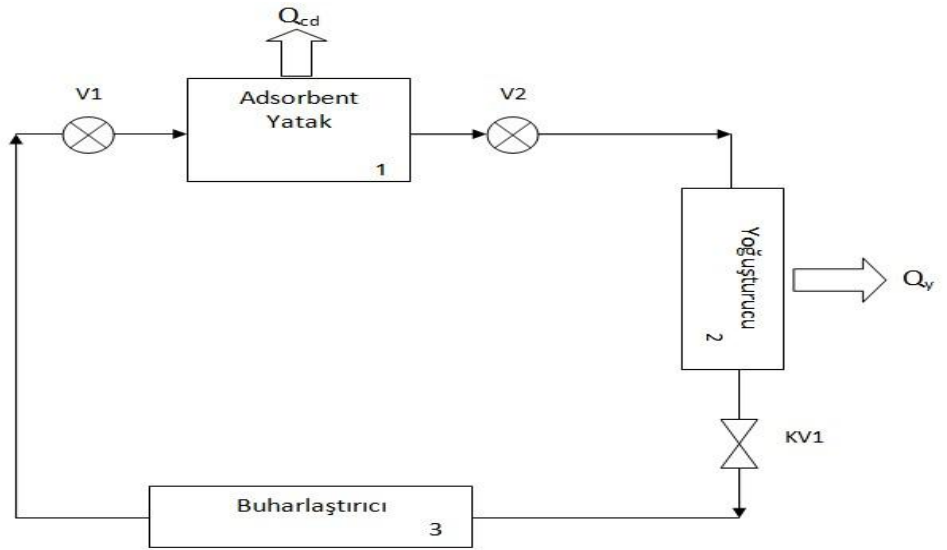 Qcd
V1
Adsorbent
Yatak
1
V2
Yoğuşturucu
2
Qy
KV1
Buharlaştırıcı
3